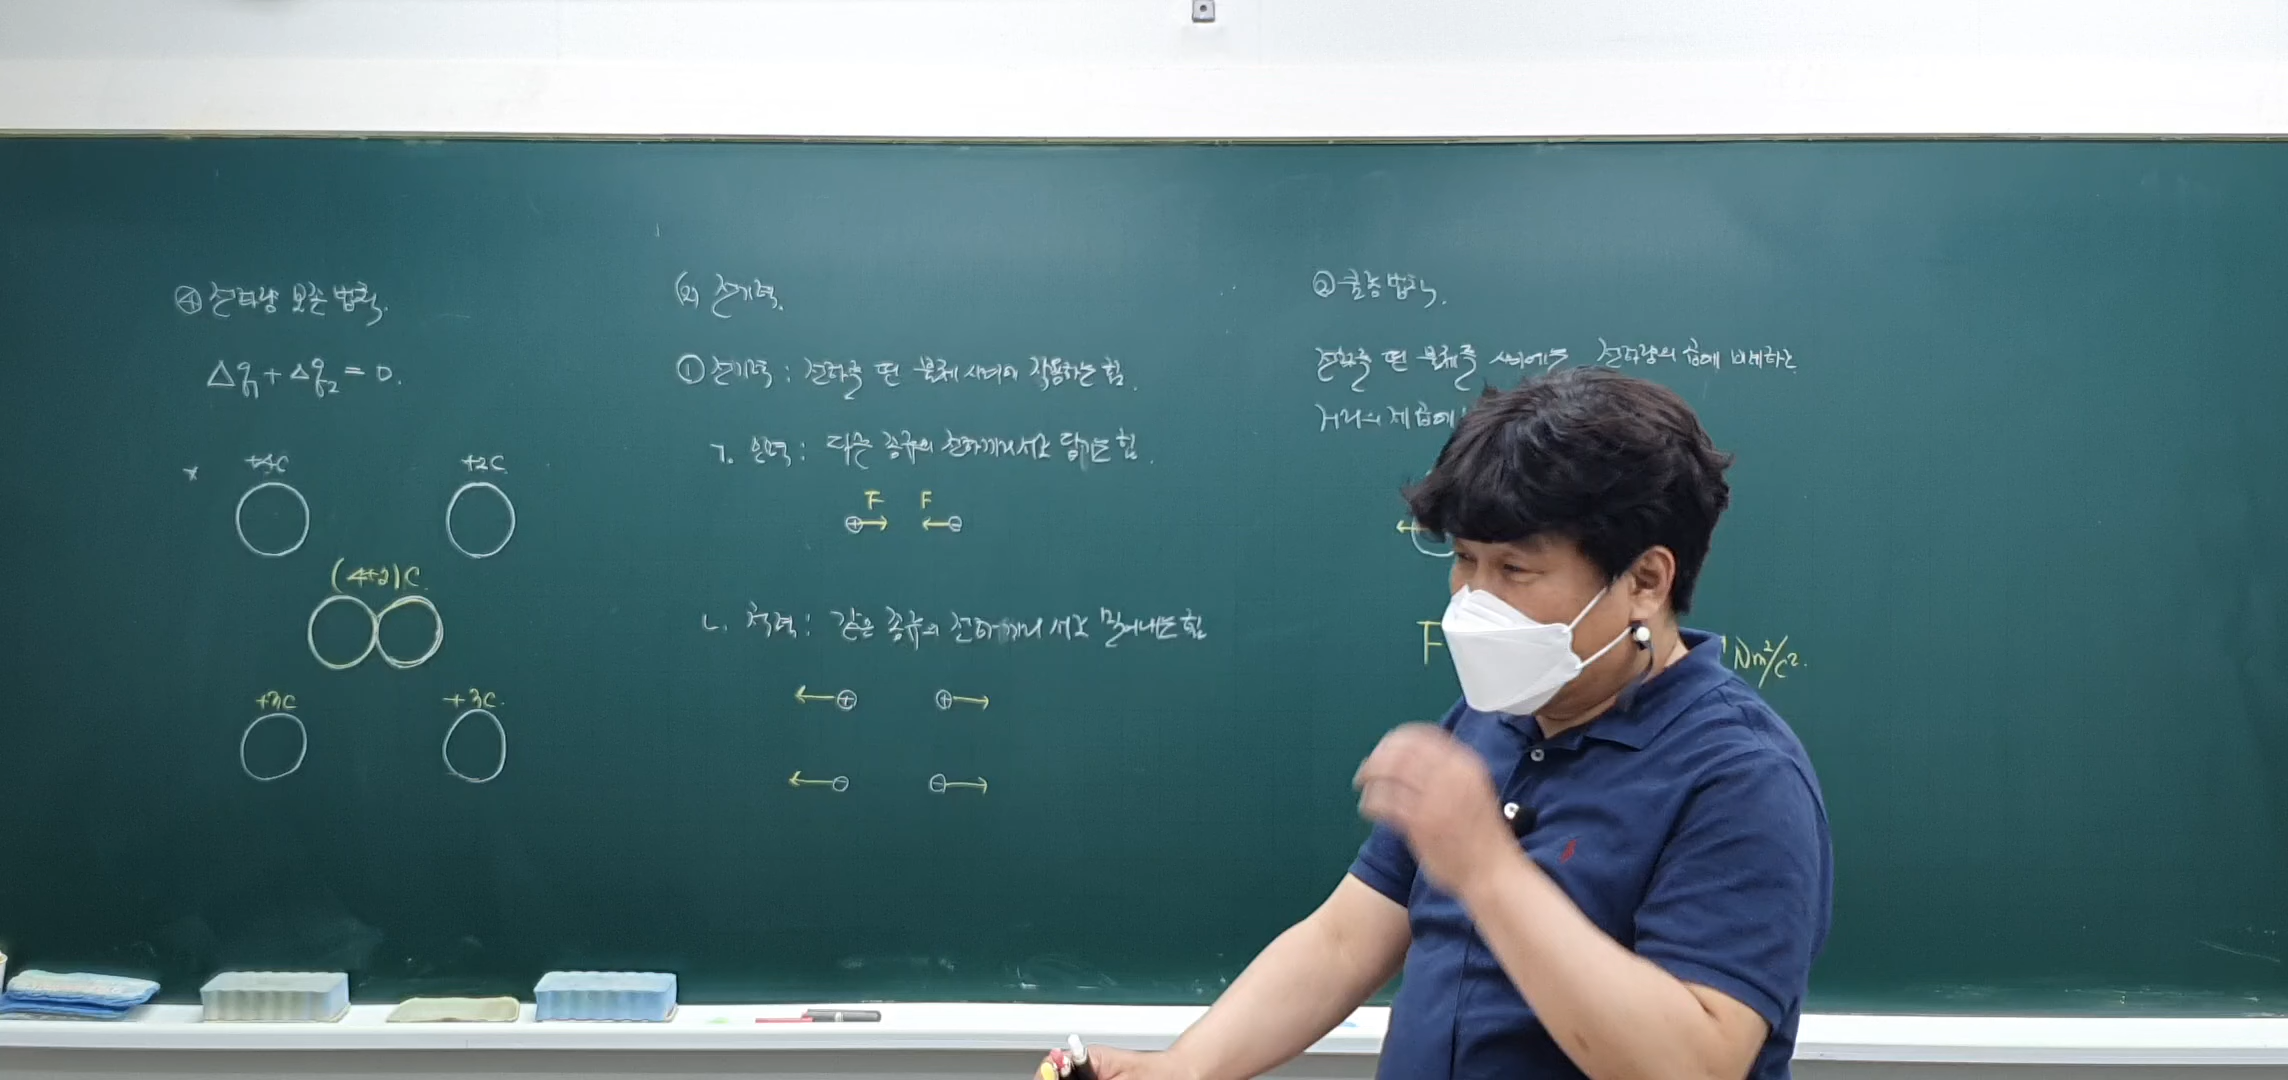 ④ 전하량 보존 법칙.
△q₁ + △q₂ = 0.
* +4C +2C
(4+2)C.
+3C +3C.
(2) 전기력.
① 전기력 : 전하를 띤 물체 사이에 작용하는 힘.
ㄱ. 인력 : 다른 종류의 전하끼리 서로 당기는 힘.
F F
⊕ ⊖
ㄴ. 척력 : 같은 종류의 전하끼리 서로 밀어내는 힘
⊕ ⊕
⊖ ⊖
② 쿨롱 법칙.
전하를 띤 물체들 사이에는 전하량의 곱에 비례하는
거리의 제곱에
F Nm²/C².